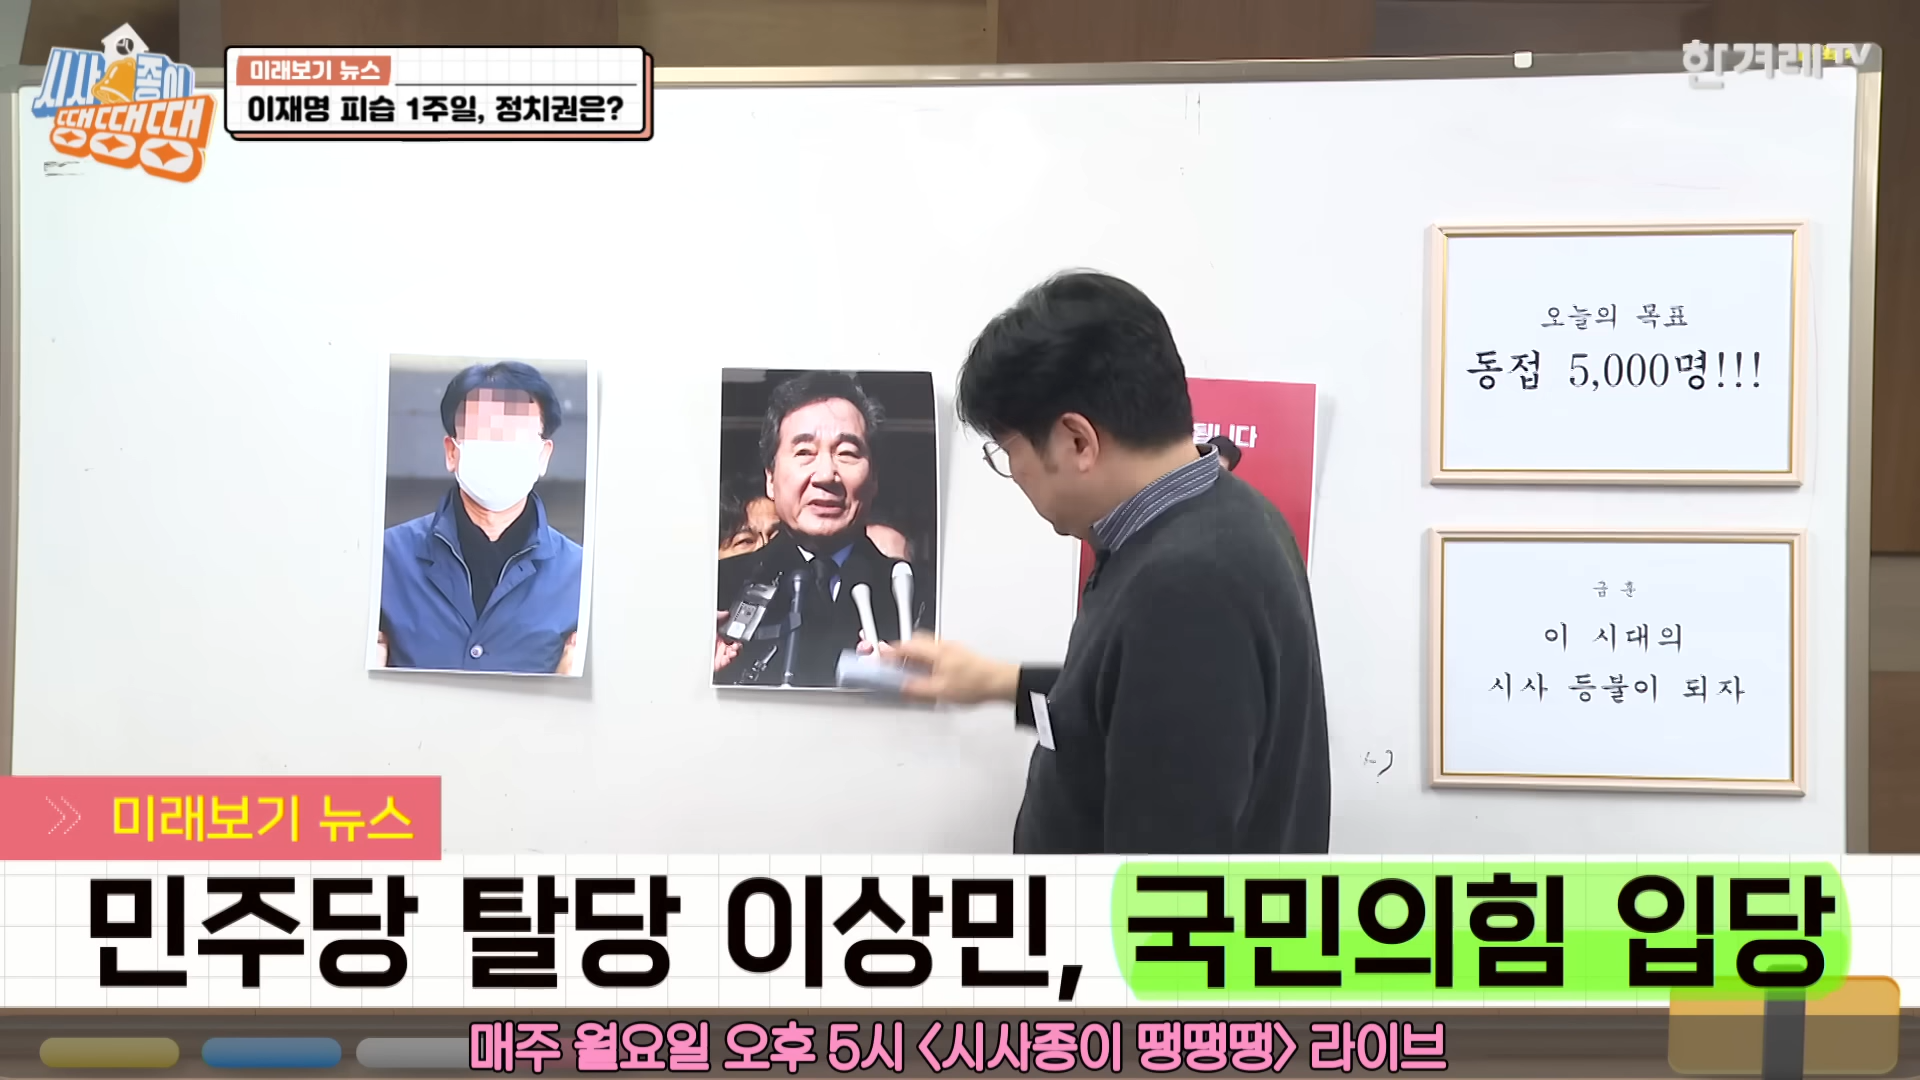 시사종이
땡땡땡
미래보기 뉴스
이재명 피습 1주일, 정치권은?
한겨레TV
오늘의 목표
동접 5,000명!!!
됩니다
급훈
이 시대의
시사 등불이 되자
미래보기 뉴스
민주당 탈당 이상민, 국민의힘 입당
매주 월요일 오후 5시 <시사종이 땡땡땡> 라이브